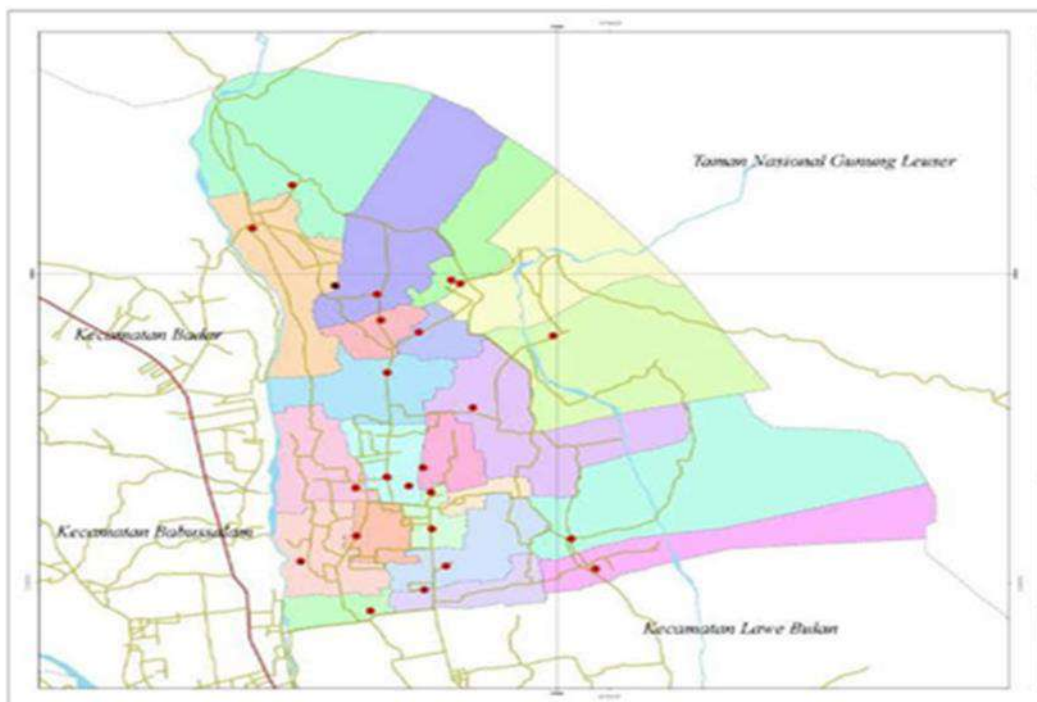 Taman Nasional Gunung Leuser
Kecamatan Badar
Kecamatan Babussalam
Kecamatan Lawe Bulan